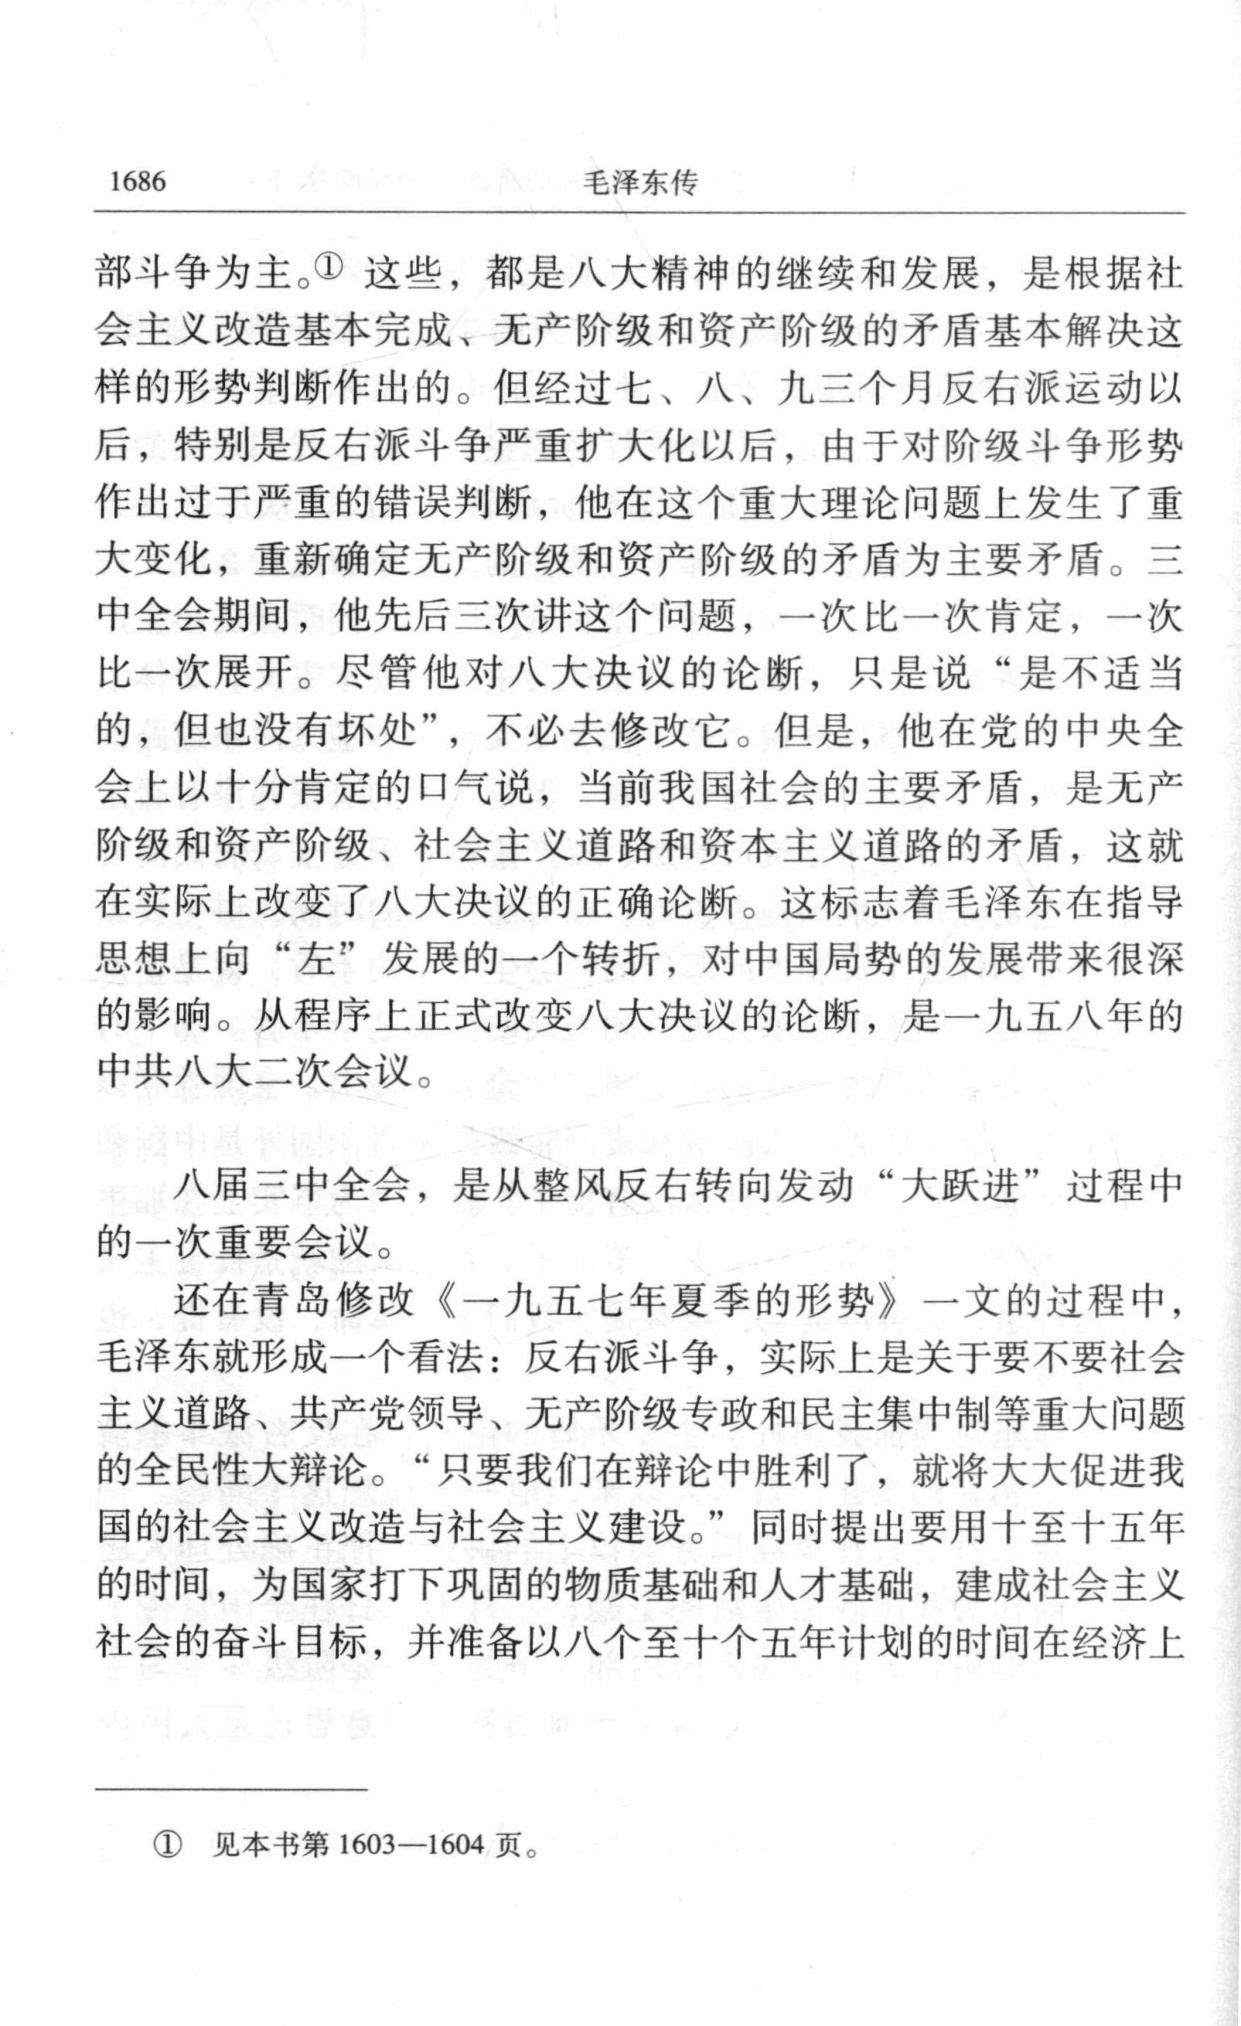 1686 毛泽东传
部斗争为主。① 这些，都是八大精神的继续和发展，是根据社
会主义改造基本完成、无产阶级和资产阶级的矛盾基本解决这
样的形势判断作出的。但经过七、八、九三个月反右派运动以
后，特别是反右派斗争严重扩大化以后，由于对阶级斗争形势
作出过于严重的错误判断，他在这个重大理论问题上发生了重
大变化，重新确定无产阶级和资产阶级的矛盾为主要矛盾。三
中全会期间，他先后三次讲这个问题，一次比一次肯定，一次
比一次展开。尽管他对八大决议的论断，只是说“是不适当
的，但也没有坏处”，不必去修改它。但是，他在党的中央全
会上以十分肯定的口气说，当前我国社会的主要矛盾，是无产
阶级和资产阶级、社会主义道路和资本主义道路的矛盾，这就
在实际上改变了八大决议的正确论断。这标志着毛泽东在指导
思想上向“左”发展的一个转折，对中国局势的发展带来很深
的影响。从程序上正式改变八大决议的论断，是一九五八年的
中共八大二次会议。
八届三中全会，是从整风反右转向发动“大跃进”过程中
的一次重要会议。
还在青岛修改《一九五七年夏季的形势》一文的过程中，
毛泽东就形成一个看法：反右派斗争，实际上是关于要不要社会
主义道路、共产党领导、无产阶级专政和民主集中制等重大问题
的全民性大辩论。“只要我们在辩论中胜利了，就将大大促进我
国的社会主义改造与社会主义建设。”同时提出要用十至十五年
的时间，为国家打下巩固的物质基础和人才基础，建成社会主义
社会的奋斗目标，并准备以八个至十个五年计划的时间在经济上
① 见本书第 1603—1604 页。